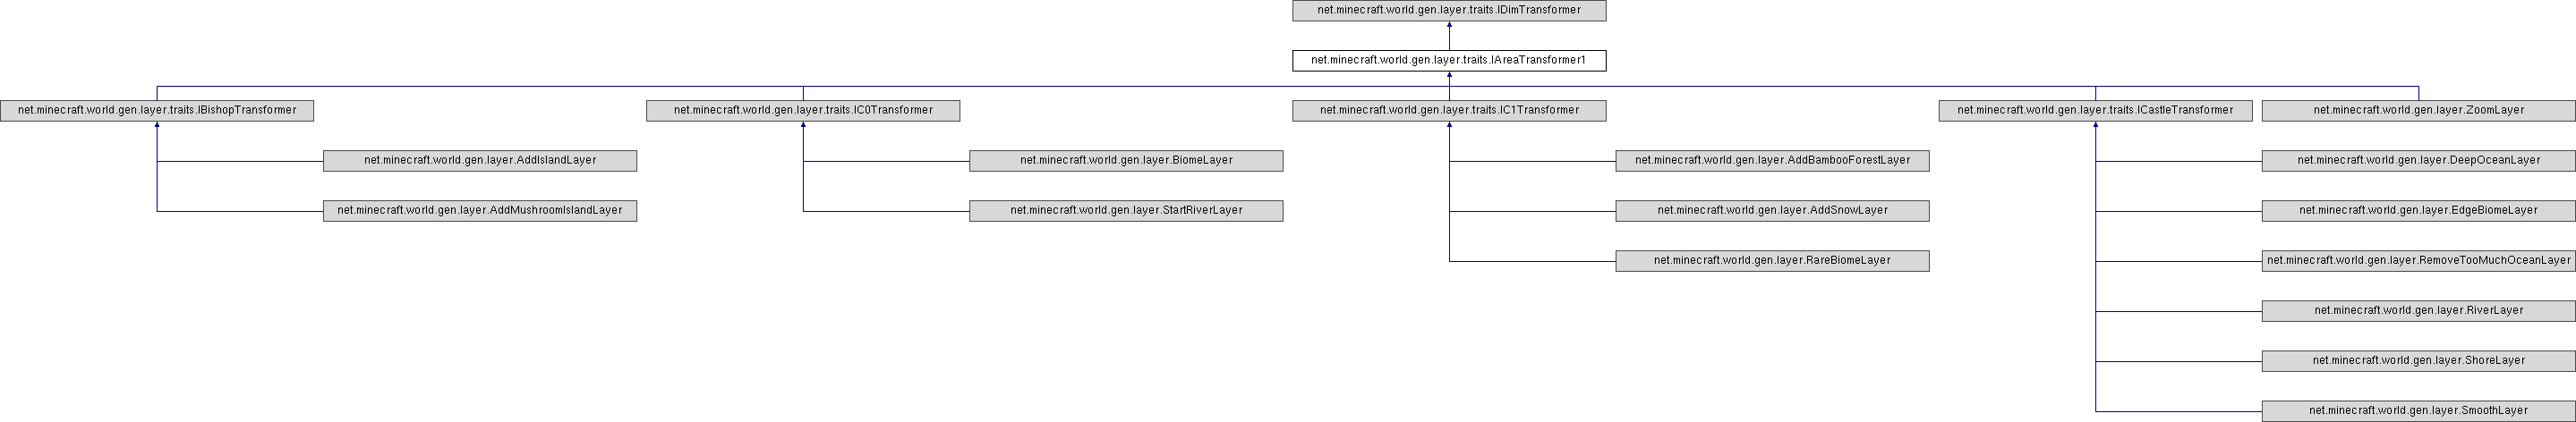 net.minecraft.world.gen.layer.traits.IDimTransformer
net.minecraft.world.gen.layer.traits.IAreaTransformer1
net.minecraft.world.gen.layer.traits.IBishopTransformer
net.minecraft.world.gen.layer.traits.IC0Transformer
net.minecraft.world.gen.layer.traits.IC1Transformer
net.minecraft.world.gen.layer.traits.ICastleTransformer
net.minecraft.world.gen.layer.ZoomLayer
net.minecraft.world.gen.layer.AddIslandLayer
net.minecraft.world.gen.layer.BiomeLayer
net.minecraft.world.gen.layer.AddBambooForestLayer
net.minecraft.world.gen.layer.DeepOceanLayer
net.minecraft.world.gen.layer.AddMushroomIslandLayer
net.minecraft.world.gen.layer.StartRiverLayer
net.minecraft.world.gen.layer.AddSnowLayer
net.minecraft.world.gen.layer.EdgeBiomeLayer
net.minecraft.world.gen.layer.RareBiomeLayer
net.minecraft.world.gen.layer.RemoveTooMuchOceanLayer
net.minecraft.world.gen.layer.RiverLayer
net.minecraft.world.gen.layer.ShoreLayer
net.minecraft.world.gen.layer.SmoothLayer